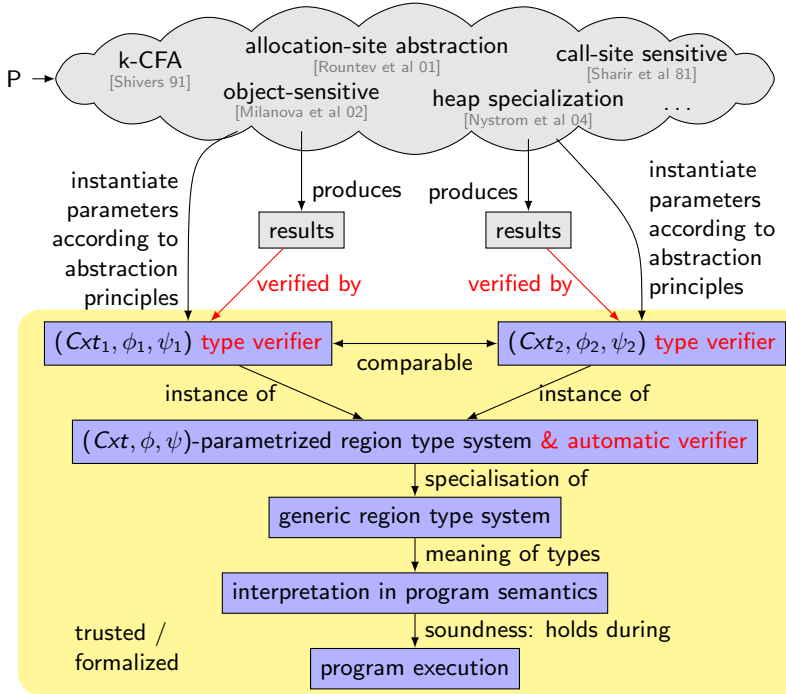 P
k-CFA
[Shivers 91]
allocation-site abstraction
[Rountev et al 01]
call-site sensitive
[Sharir et al 81]
object-sensitive
[Milanova et al 02]
heap specialization
[Nystrom et al 04]
...
instantiate
parameters
according to
abstraction
principles
produces
produces
instantiate
parameters
according to
abstraction
principles
results
results
verified by
verified by
(Cxt₁, ϕ₁, ψ₁) type verifier
comparable
(Cxt₂, ϕ₂, ψ₂) type verifier
instance of
instance of
(Cxt, ϕ, ψ)-parametrized region type system & automatic verifier
specialisation of
generic region type system
meaning of types
interpretation in program semantics
soundness: holds during
program execution
trusted /
formalized